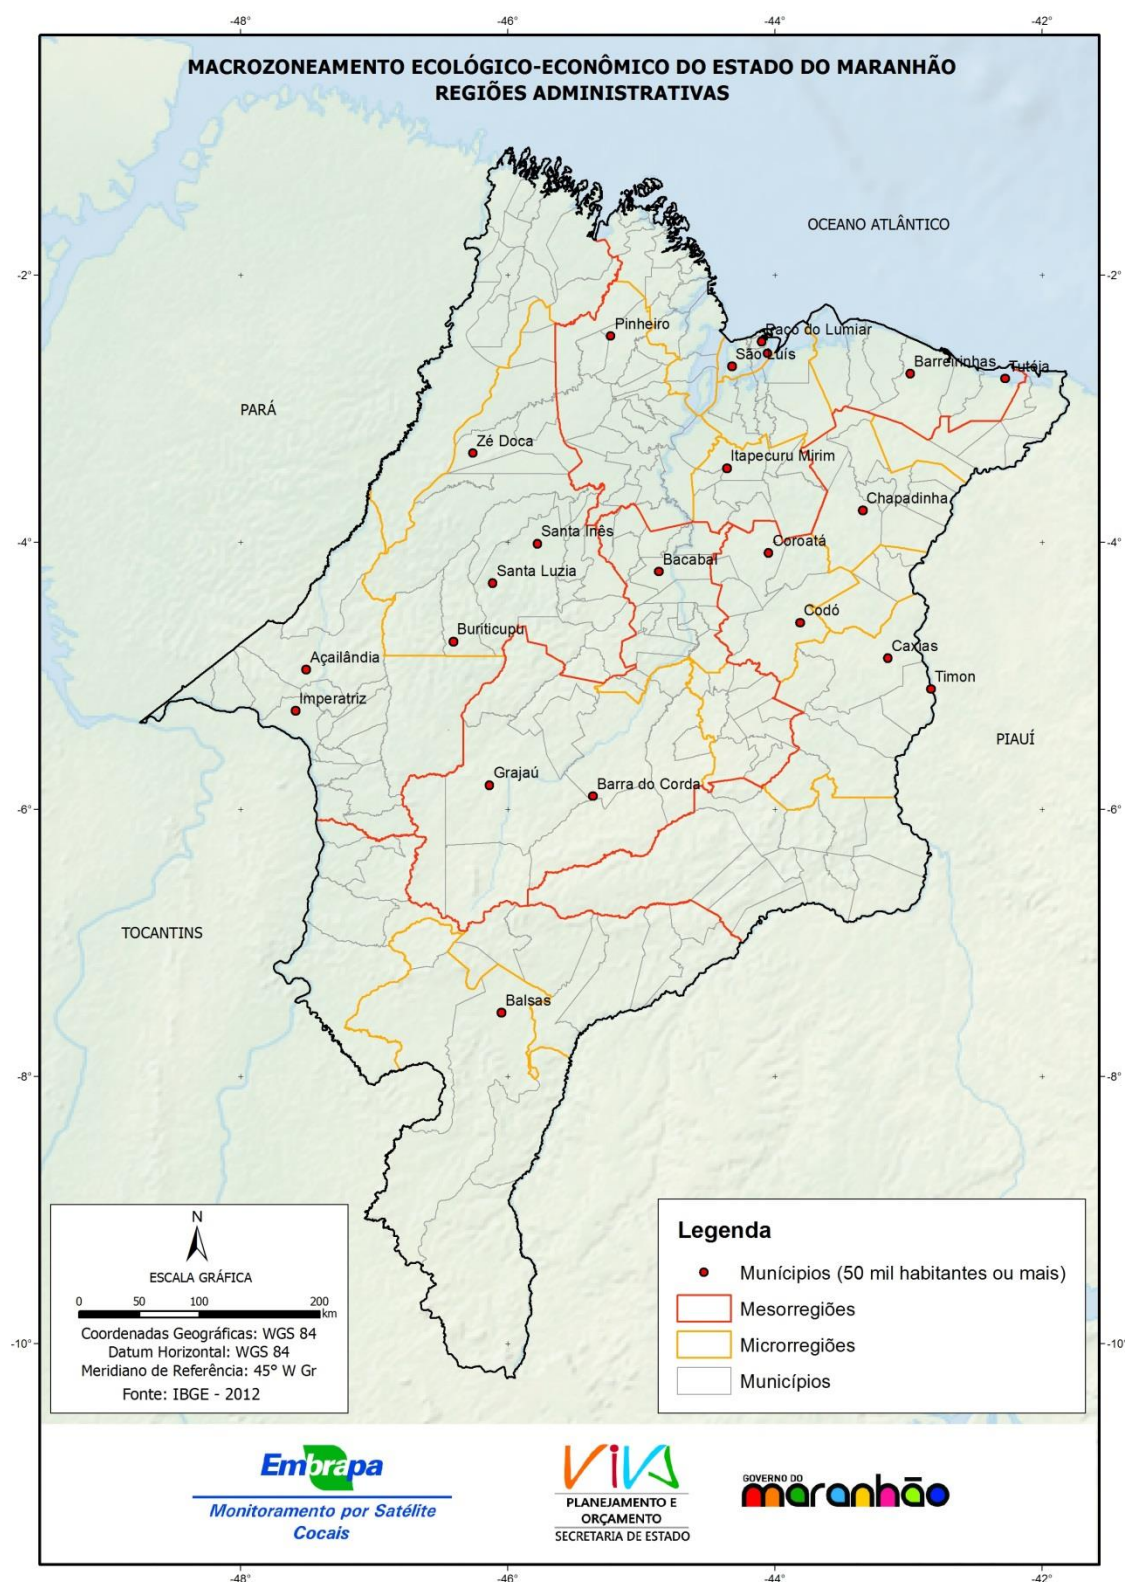 -48°
-46°
-44°
-42°
MACROZONEAMENTO ECOLÓGICO-ECONÔMICO DO ESTADO DO MARANHÃO
REGIÕES ADMINISTRATIVAS
OCEANO ATLÂNTICO
-2°
-2°
Pinheiro
Paço do Lumiar
São Luís
Barreirinhas
Tutóia
PARÁ
Zé Doca
Itapecuru Mirim
Chapadinha
-4°
-4°
Santa Inês
Coroatá
Bacabal
Santa Luzia
Codó
Buriticupu
Caxias
Açailândia
Timon
Imperatriz
PIAUÍ
Grajaú
Barra do Corda
-6°
-6°
TOCANTINS
Balsas
-8°
-8°
N
ESCALA GRÁFICA
0 50 100 200
km
Coordenadas Geográficas: WGS 84
Datum Horizontal: WGS 84
Meridiano de Referência: 45° W Gr
Fonte: IBGE - 2012
Legenda
Munícipios (50 mil habitantes ou mais)
Mesorregiões
Microrregiões
Municípios
-10°
-10°
Embrapa
Monitoramento por Satélite
Cocais
VIVA
PLANEJAMENTO E
ORÇAMENTO
SECRETARIA DE ESTADO
GOVERNO DO
maranhão
-48°
-46°
-44°
-42°